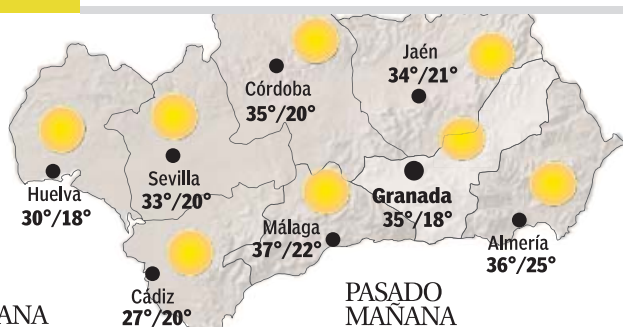 Jaén
34°/21°
Córdoba
35°/20°
Sevilla
33°/20°
Huelva
30°/18°
Granada
35°/18°
Málaga
37°/22°
Almería
36°/25°
Cádiz
27°/20°
PASADO
MAÑANA